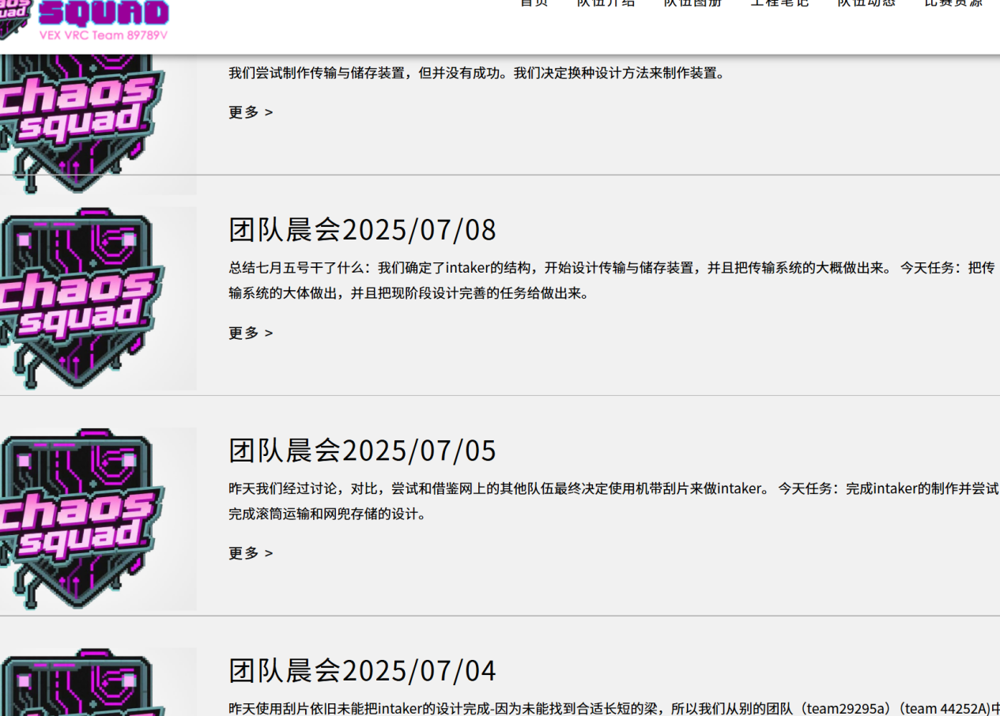 SQUAD
VEX VRC Team 89789V
首页 队伍介绍 队伍图册 工程笔记 队伍动态 比赛资源
chaos
squad
我们尝试制作传输与储存装置，但并没有成功。我们决定换种设计方法来制作装置。
更多 >
chaos
squad
团队晨会2025/07/08
总结七月五号干了什么：我们确定了intaker的结构，开始设计传输与储存装置，并且把传输系统的大概做出来。 今天任务：把传
输系统的大体做出，并且把现阶段设计完善的任务给做出来。
更多 >
chaos
squad
团队晨会2025/07/05
昨天我们经过讨论，对比，尝试和借鉴网上的其他队伍最终决定使用机带刮片来做intaker。 今天任务：完成intaker的制作并尝试
完成滚筒运输和网兜存储的设计。
更多 >
团队晨会2025/07/04
昨天使用刮片依旧未能把intaker的设计完成-因为未能找到合适长短的梁，所以我们从别的团队（team29295a）（team 44252A)中